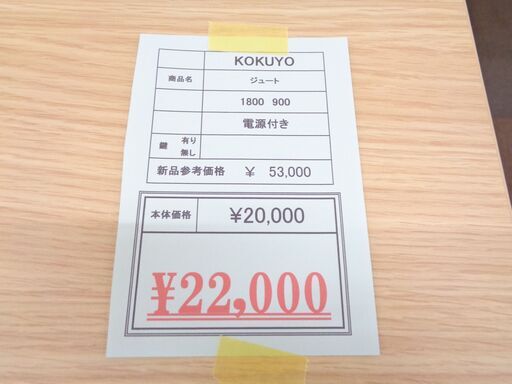 KOKUYO
商品名 ジュート
1800 900
電源付き
鍵 有り
無し
新品参考価格 ¥ 53,000
本体価格 ¥20,000
¥22,000